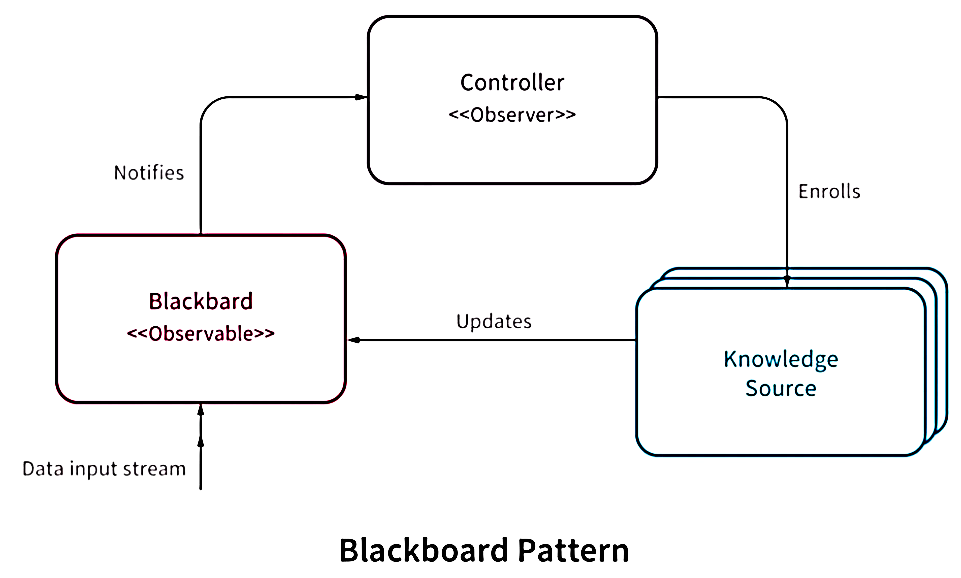 Controller
<<Observer>>
Notifies
Enrolls
Blackbard
<<Observable>>
Updates
Knowledge
Source
Data input stream
Blackboard Pattern